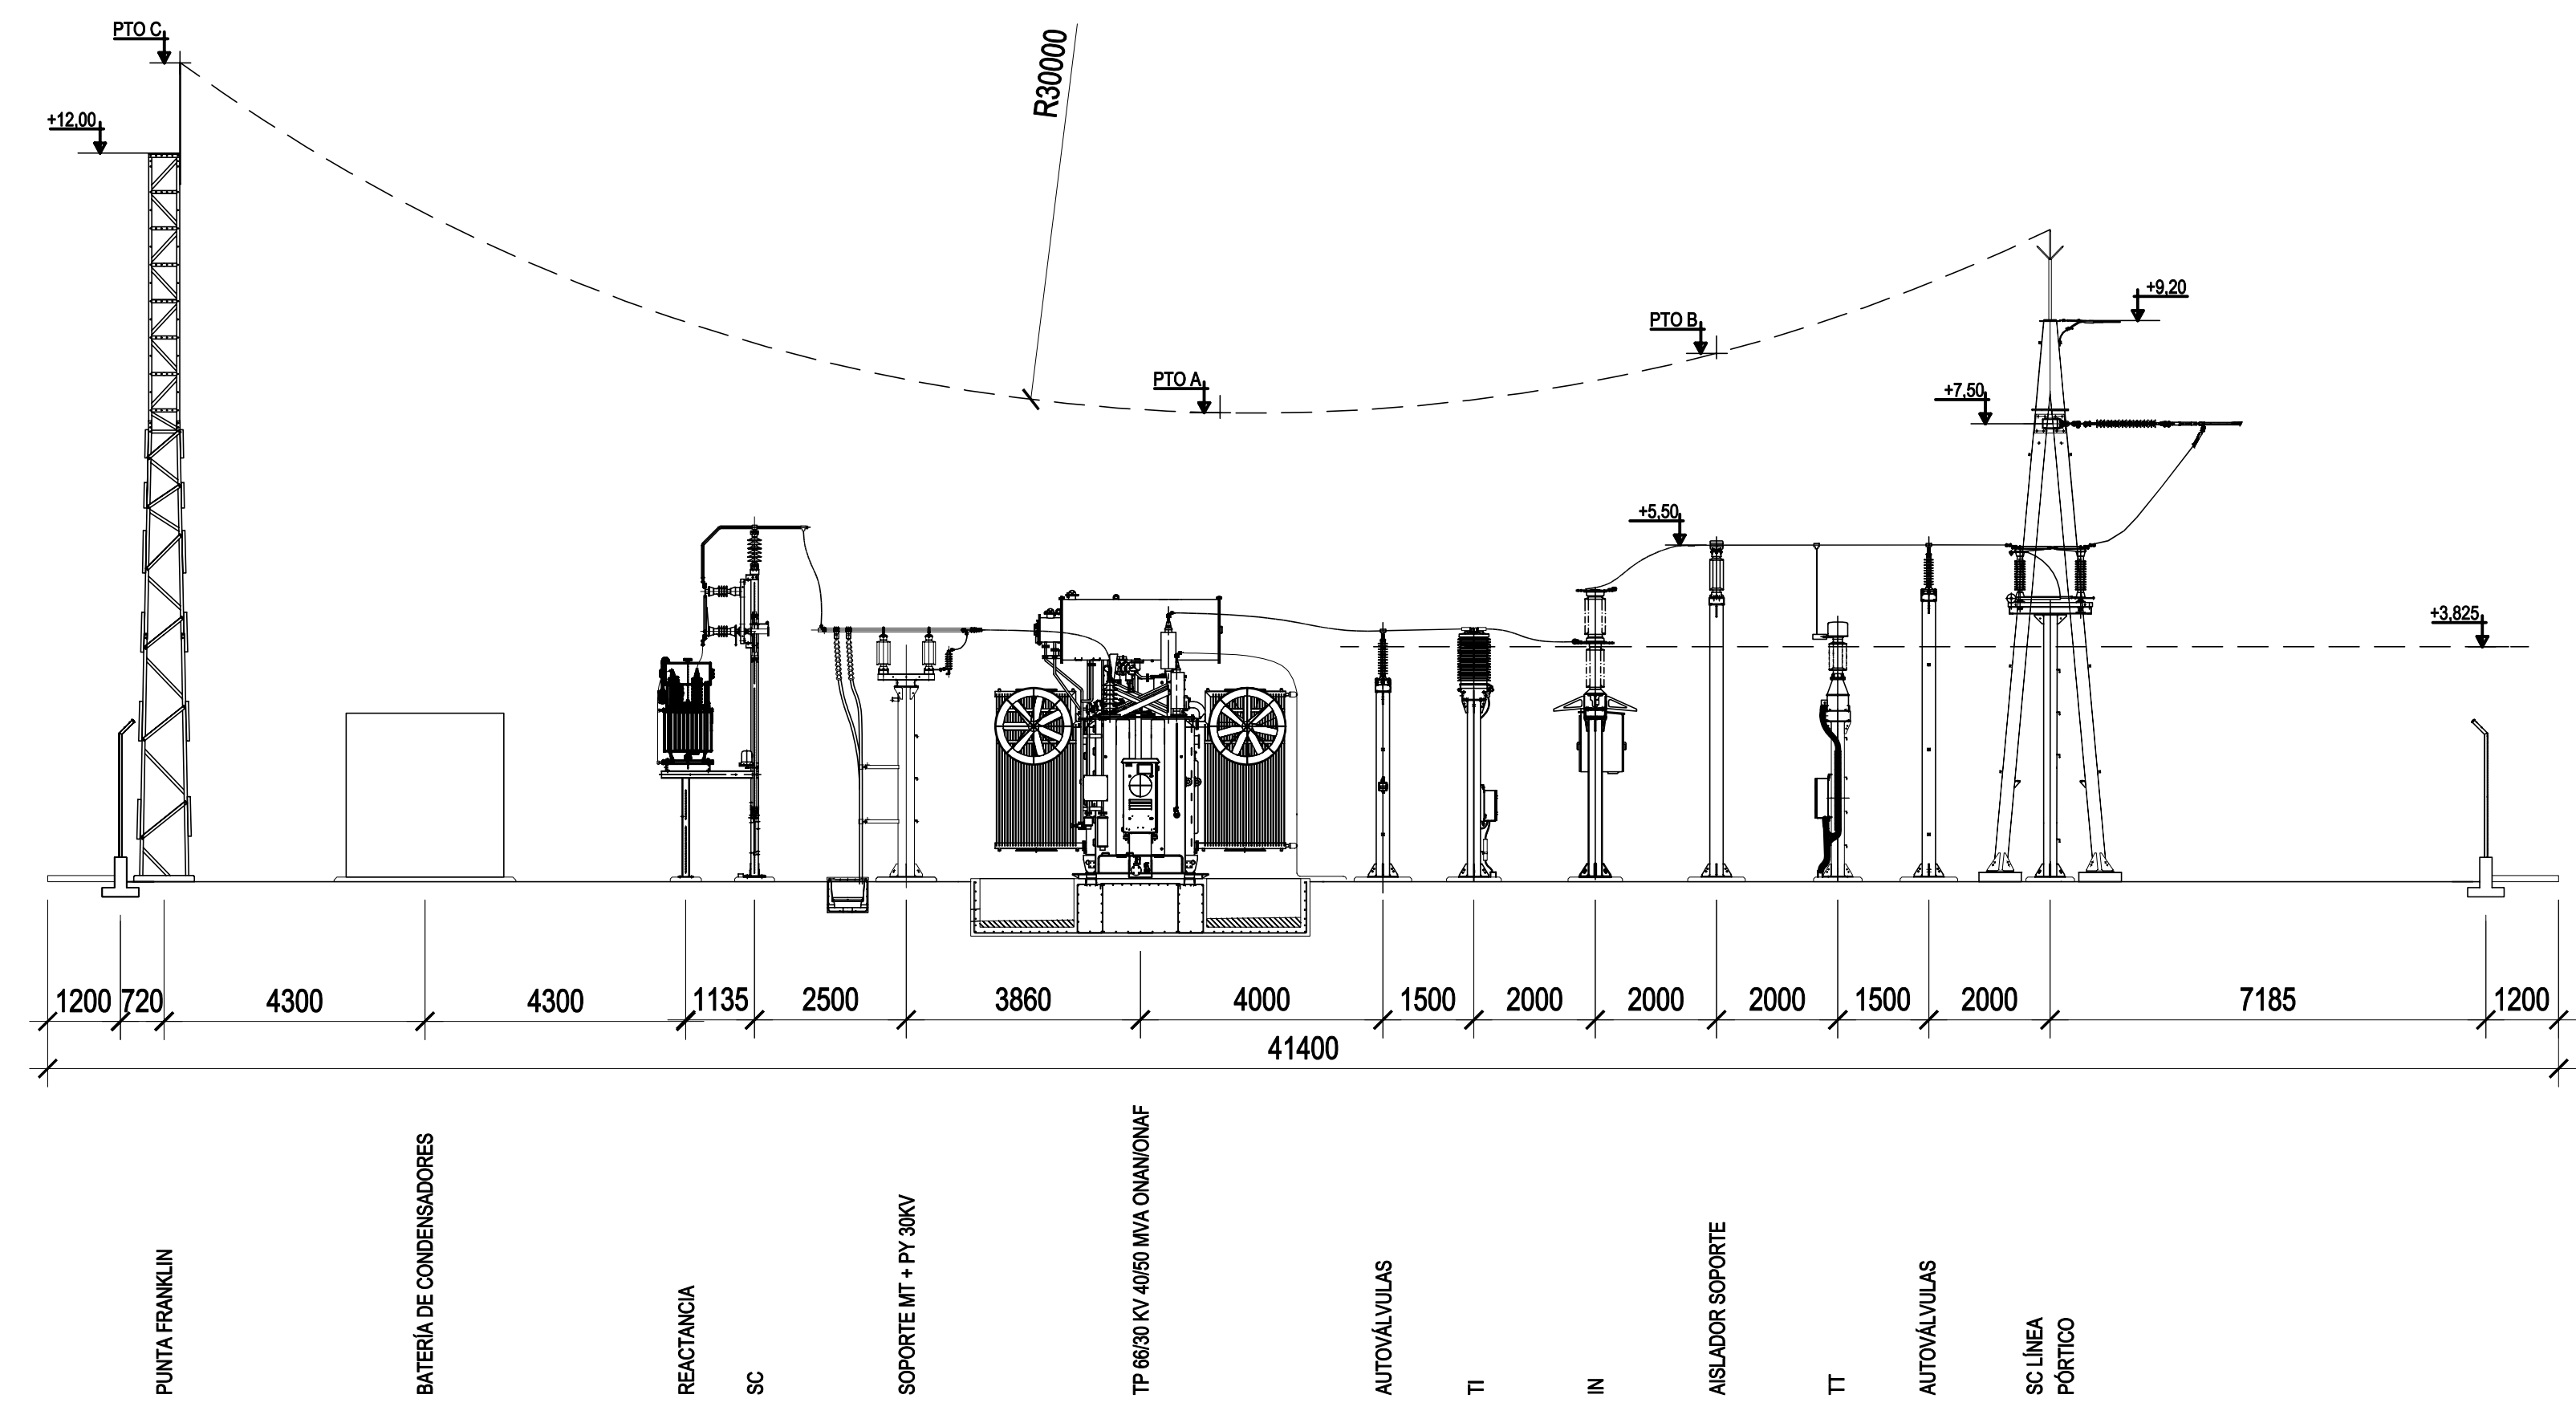 PTO C
R30000
+12,00
+9,20
PTO B
PTO A
+7,50
+5,50
+3,825
1200
720
4300
4300
1135
2500
3860
4000
1500
2000
2000
2000
1500
2000
7185
1200
41400
PUNTA FRANKLIN
BATERÍA DE CONDENSADORES
REACTANCIA
SC
SOPORTE MT + PY 30KV
TP 66/30 KV 40/50 MVA ONAN/ONAF
AUTOVÁLVULAS
TI
IN
AISLADOR SOPORTE
TT
AUTOVÁLVULAS
SC LÍNEA
PÓRTICO